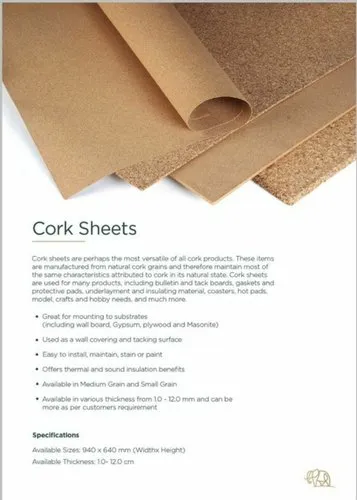 Cork Sheets
Cork sheets are perhaps the most versatile of all cork products. These items
are manufactured from natural cork grains and therefore maintain most of
the same characteristics attributed to cork in its natural state. Cork sheets
are used for many products, including bulletin and tack boards, gaskets and
protective pads, underlayment and insulating material, coasters, hot pads,
model, crafts and hobby needs, and much more.
• Great for mounting to substrates
(including wall board, Gypsum, plywood and Masonite)
• Used as a wall covering and tacking surface
• Easy to install, maintain, stain or paint
• Offers thermal and sound insulation benefits
• Available in Medium Grain and Small Grain
• Available in various thickness from 1.0 - 12.0 mm and can be
more as per customers requirement
Specifications
Available Sizes: 940 x 640 mm (Widthx Height)
Available Thickness: 1.0- 12.0 cm